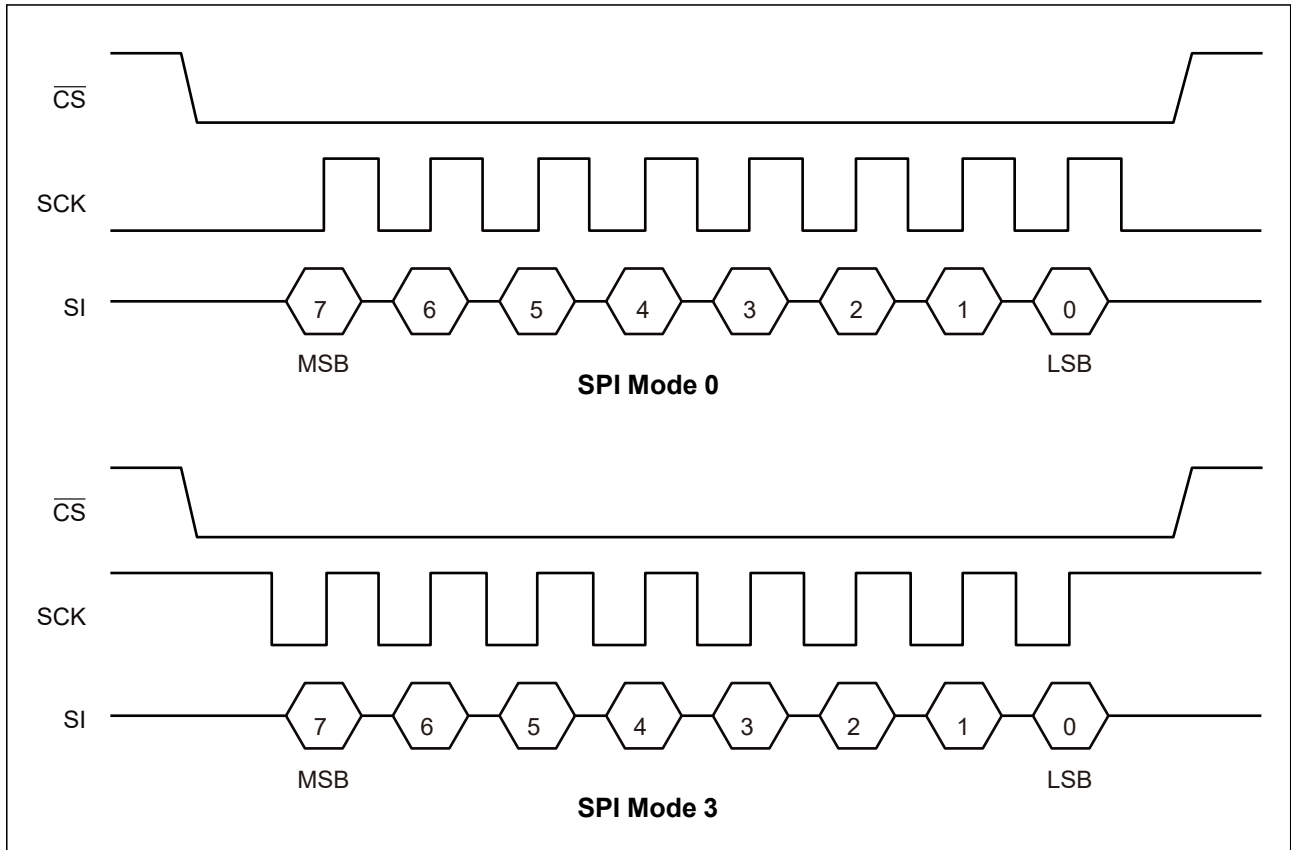 CS
SCK
SI
7 6 5 4 3 2 1 0
MSB LSB
SPI Mode 0
CS
SCK
SI
7 6 5 4 3 2 1 0
MSB LSB
SPI Mode 3